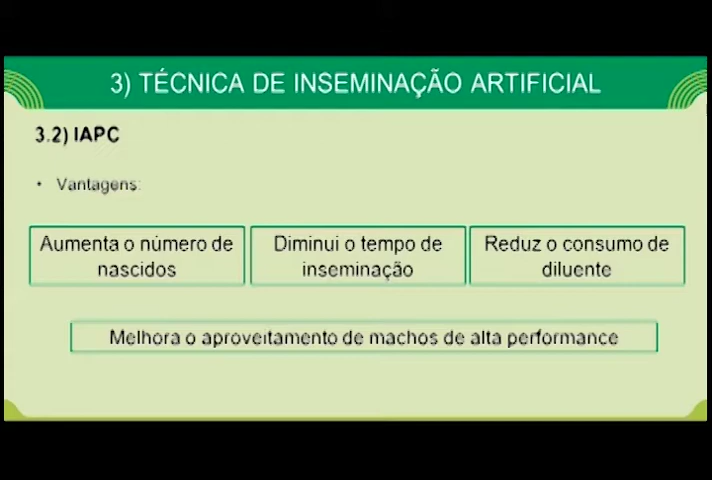 3) TÉCNICA DE INSEMINAÇÃO ARTIFICIAL
3.2) IAPC
• Vantagens:
Aumenta o número de
nascidos
Diminui o tempo de
inseminação
Reduz o consumo de
diluente
Melhora o aproveitamento de machos de alta performance